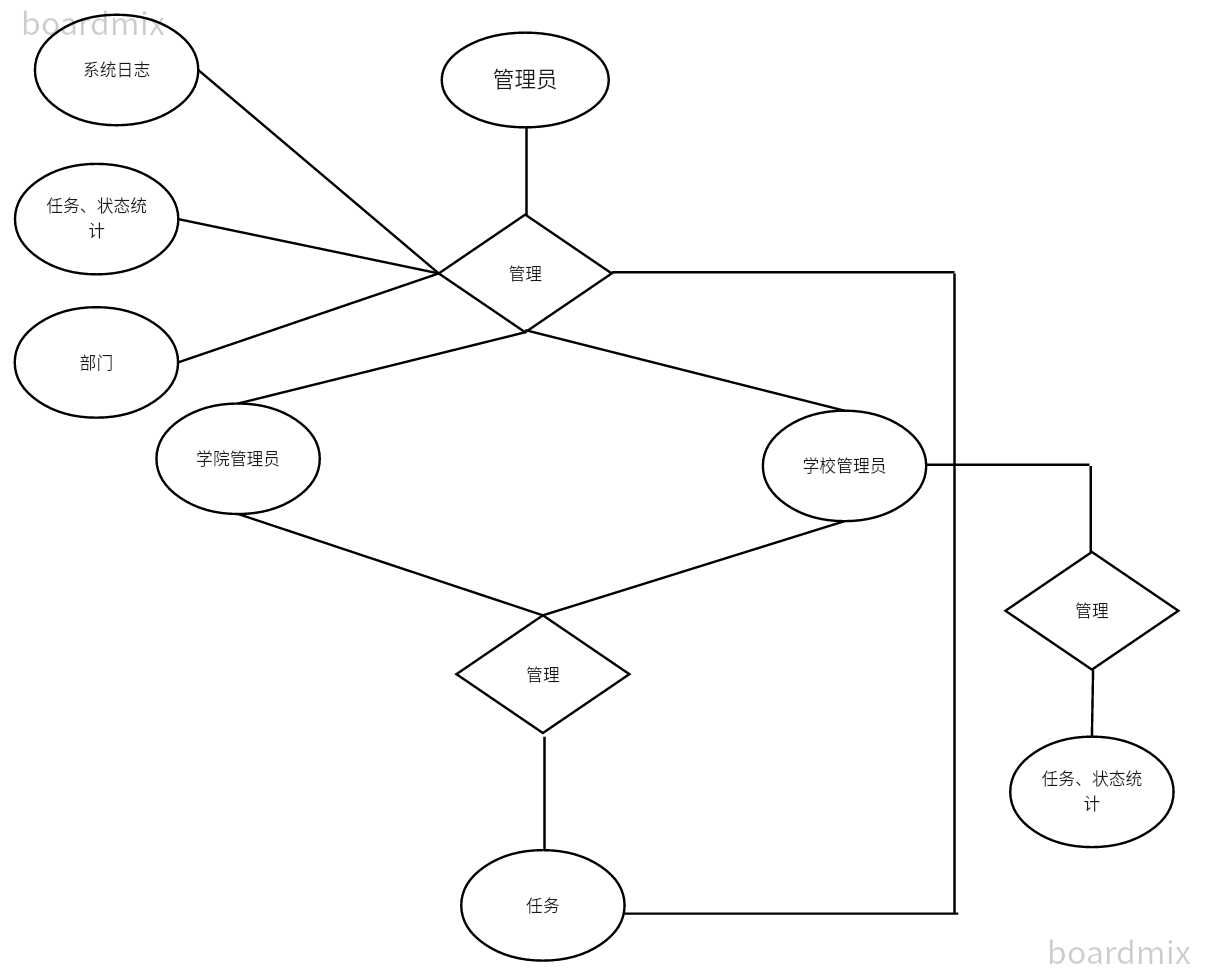 boardmix
系统日志
管理员
任务、状态统
计
管理
部门
学院管理员
学校管理员
管理
管理
任务、状态统
计
任务
boardmix